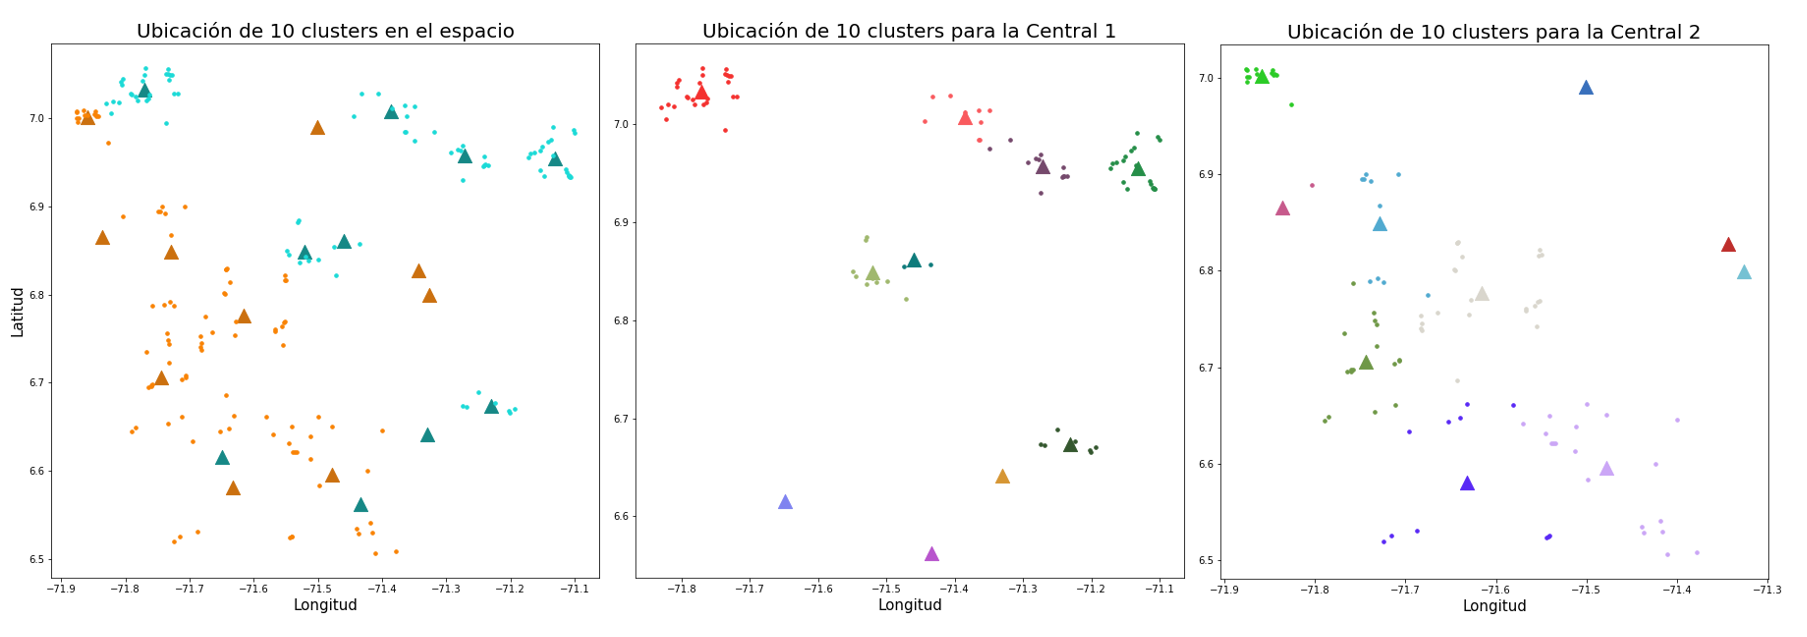 Ubicación de 10 clusters en el espacio
Latitud
7.0
6.9
6.8
6.7
6.6
6.5
−71.9 −71.8 −71.7 −71.6 −71.5 −71.4 −71.3 −71.2 −71.1
Longitud
Ubicación de 10 clusters para la Central 1
7.0
6.9
6.8
6.7
6.6
−71.8 −71.7 −71.6 −71.5 −71.4 −71.3 −71.2 −71.1
Longitud
Ubicación de 10 clusters para la Central 2
7.0
6.9
6.8
6.7
6.6
6.5
−71.9 −71.8 −71.7 −71.6 −71.5 −71.4 −71.3
Longitud